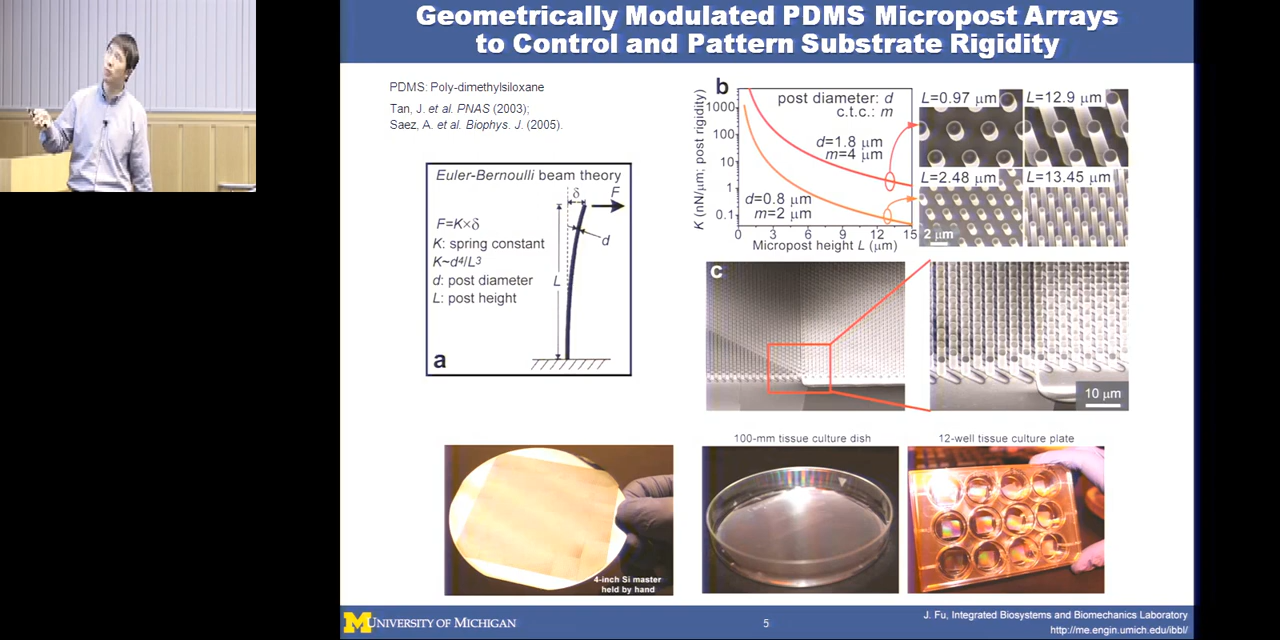 Geometrically Modulated PDMS Micropost Arrays
to Control and Pattern Substrate Rigidity
PDMS: Poly-dimethylsiloxane
Tan, J. et al. PNAS (2003);
Saez, A. et al. Biophys. J. (2005).
Euler-Bernoulli beam theory
δ
F
F=K×δ
K: spring constant
K~d⁴/L³
d: post diameter
L: post height
d
L
a
b
K (nN/μm; post rigidity)
1000
100
10
1
0.1
post diameter: d
c.t.c.: m
d=1.8 μm
m=4 μm
d=0.8 μm
m=2 μm
0 3 6 9 12 15
Micropost height L (μm)
L=0.97 μm
L=12.9 μm
L=2.48 μm
L=13.45 μm
2 μm
c
10 μm
4-inch Si master
held by hand
100-mm tissue culture dish
12-well tissue culture plate
M UNIVERSITY OF MICHIGAN
5
J. Fu, Integrated Biosystems and Biomechanics Laboratory
http://me.engin.umich.edu/ibbl/